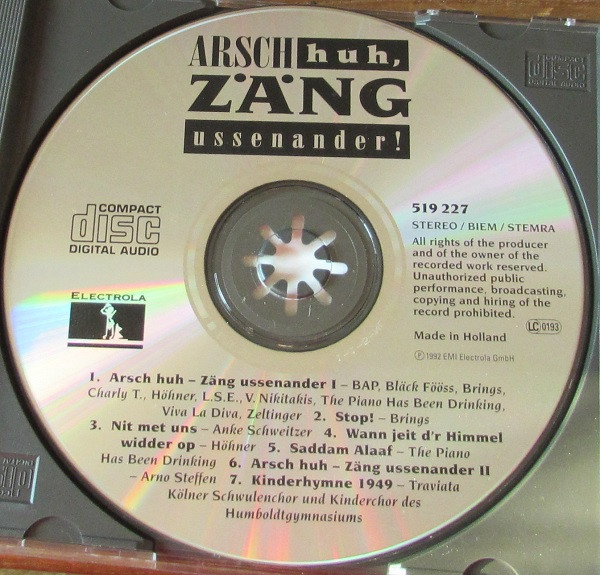 ARSCH huh,
ZÄNG
ussenander!
COMPACT
disc
DIGITAL AUDIO
COMPACT
disc
DIGITAL AUDIO
519 227
STEREO / BIEM / STEMRA
All rights of the producer
and of the owner of the
recorded work reserved.
Unauthorized public
performance, broadcasting,
copying and hiring of the
record prohibited.
LC 0193
Made in Holland
ELECTROLA
℗ 1992 EMI Electrola GmbH
1. Arsch huh – Zäng ussenander I – BAP, Bläck Fööss, Brings,
Charly T., Höhner, L.S.E., V. Nikitakis, The Piano Has Been Drinking,
Viva La Diva, Zeltinger 2. Stop! – Brings
3. Nit met uns – Anke Schweitzer 4. Wann jeit d'r Himmel
widder op – Höhner 5. Saddam Alaaf – The Piano
Has Been Drinking 6. Arsch huh – Zäng ussenander II
– Arno Steffen 7. Kinderhymne 1949 – Traviata
Kölner Schwulenchor und Kinderchor des
Humboldtgymnasiums